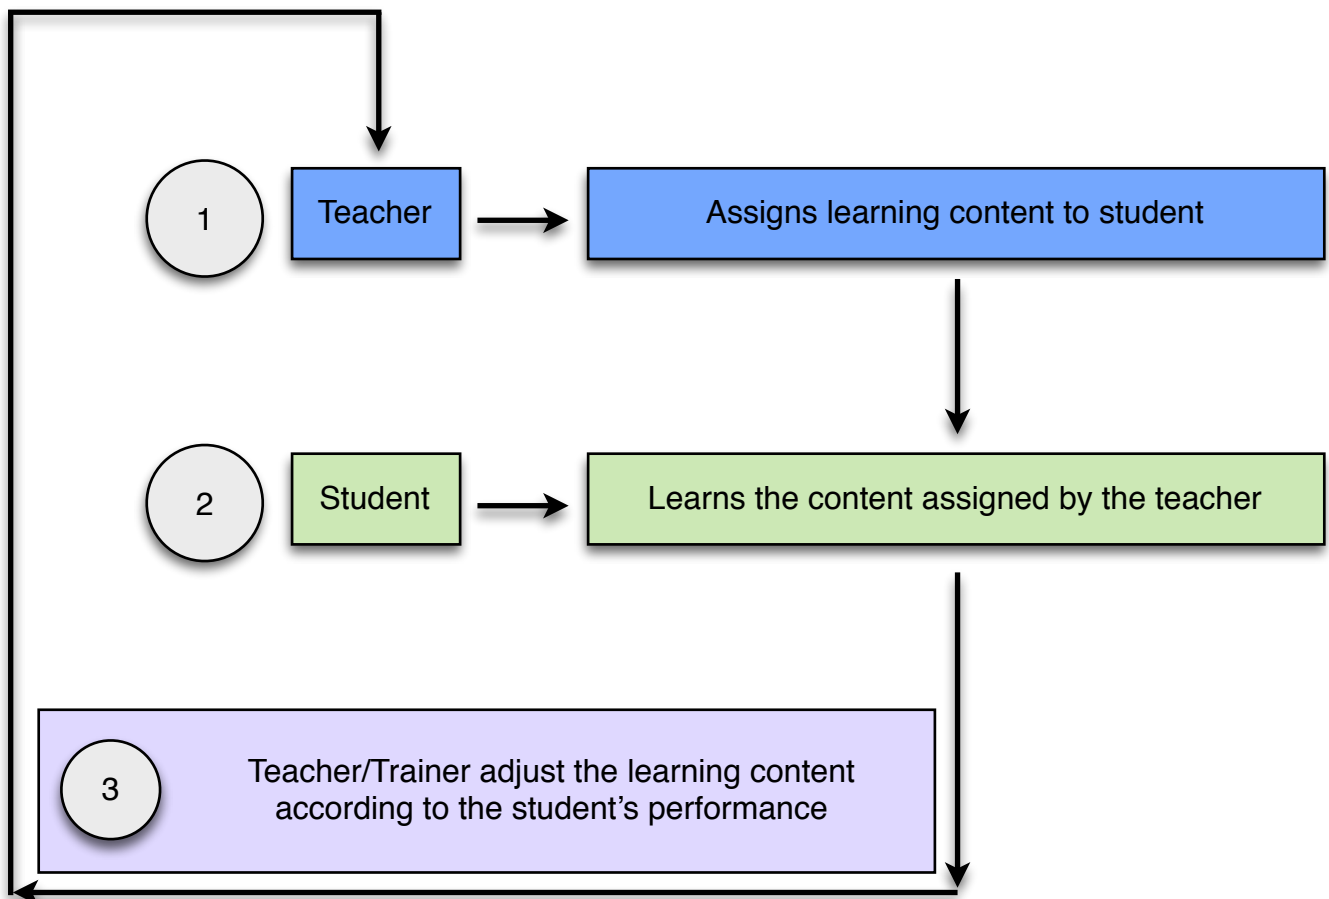 1
Teacher
Assigns learning content to student
2
Student
Learns the content assigned by the teacher
3
Teacher/Trainer adjust the learning content
according to the student’s performance